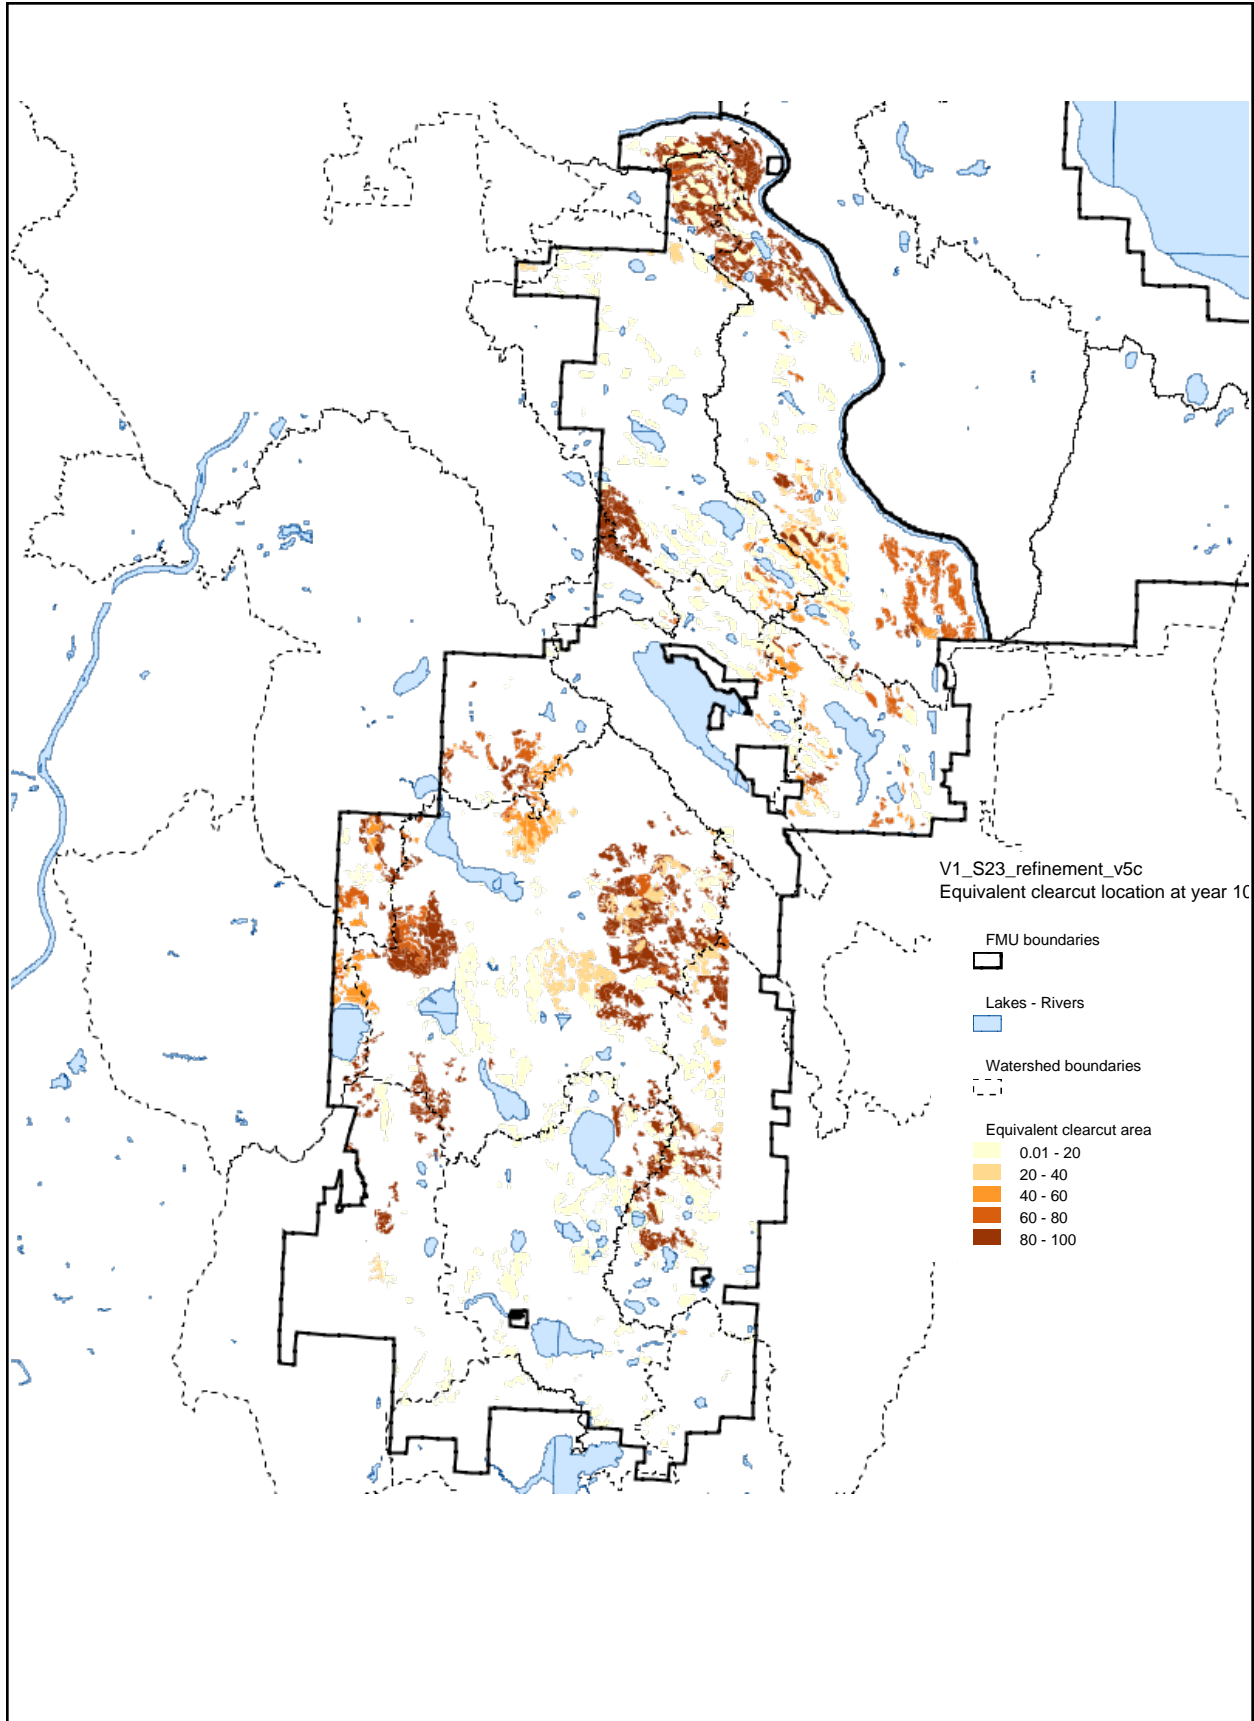 V1_S23_refinement_v5c
Equivalent clearcut location at year 10
FMU boundaries
Lakes - Rivers
Watershed boundaries
Equivalent clearcut area
0.01 - 20
20 - 40
40 - 60
60 - 80
80 - 100